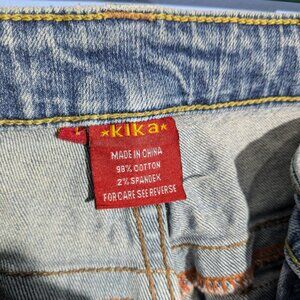 ★kika★
MADE IN CHINA
98% COTTON
2% SPANDEX
FOR CARE SEE REVERSE